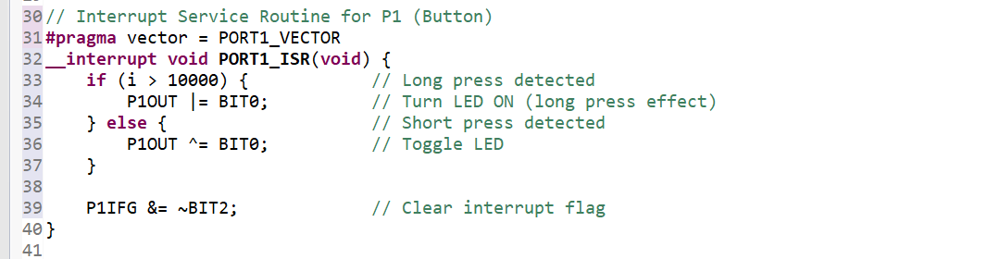 30 // Interrupt Service Routine for P1 (Button)
31 #pragma vector = PORT1_VECTOR
32 __interrupt void PORT1_ISR(void) {
33     if (i > 10000) {            // Long press detected
34         P1OUT |= BIT0;          // Turn LED ON (long press effect)
35     } else {                    // Short press detected
36         P1OUT ^= BIT0;          // Toggle LED
37     }
38
39     P1IFG &= ~BIT2;             // Clear interrupt flag
40 }
41